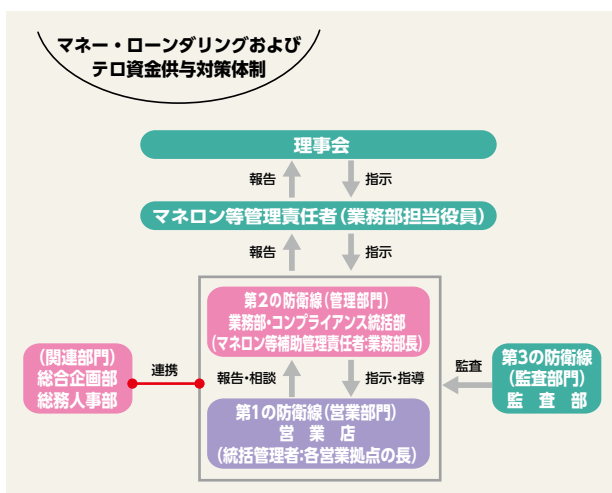 マネー・ローンダリングおよび
テロ資金供与対策体制
理事会
報告
指示
マネロン等管理責任者(業務部担当役員)
報告
指示
第2の防衛線(管理部門)
業務部・コンプライアンス統括部
(マネロン等補助管理責任者:業務部長)
(関連部門)
総合企画部
総務人事部
連携
報告・相談
指示・指導
監査
第3の防衛線
(監査部門)
監 査 部
第1の防衛線(営業部門)
営 業 店
(統括管理者:各営業拠点の長)